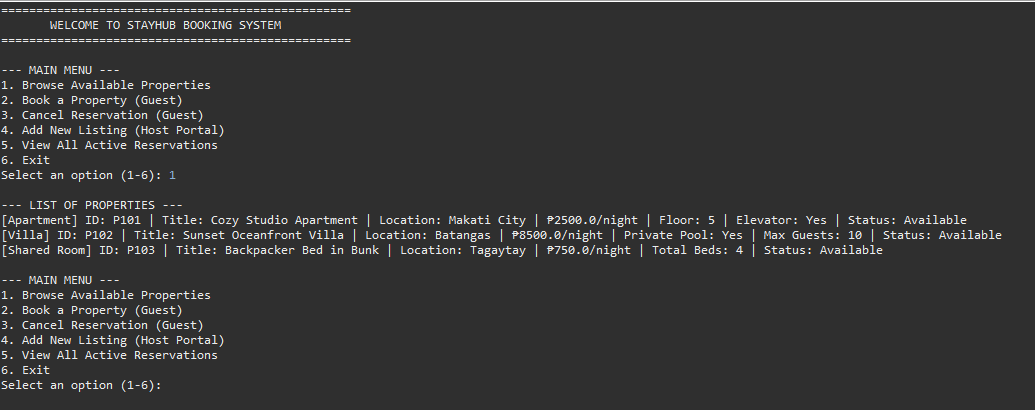 ==================================================
WELCOME TO STAYHUB BOOKING SYSTEM
==================================================
--- MAIN MENU ---
1. Browse Available Properties
2. Book a Property (Guest)
3. Cancel Reservation (Guest)
4. Add New Listing (Host Portal)
5. View All Active Reservations
6. Exit
Select an option (1-6): 1
--- LIST OF PROPERTIES ---
[Apartment] ID: P101 | Title: Cozy Studio Apartment | Location: Makati City | ₱2500.0/night | Floor: 5 | Elevator: Yes | Status: Available
[Villa] ID: P102 | Title: Sunset Oceanfront Villa | Location: Batangas | ₱8500.0/night | Private Pool: Yes | Max Guests: 10 | Status: Available
[Shared Room] ID: P103 | Title: Backpacker Bed in Bunk | Location: Tagaytay | ₱750.0/night | Total Beds: 4 | Status: Available
--- MAIN MENU ---
1. Browse Available Properties
2. Book a Property (Guest)
3. Cancel Reservation (Guest)
4. Add New Listing (Host Portal)
5. View All Active Reservations
6. Exit
Select an option (1-6):